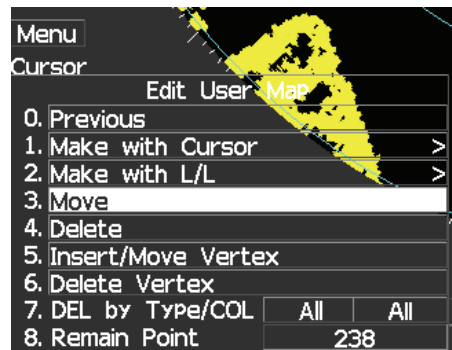 Menu
Cursor
Edit User Map
0. Previous
1. Make with Cursor >
2. Make with L/L >
3. Move
4. Delete
5. Insert/Move Vertex
6. Delete Vertex
7. DEL by Type/COL All All
8. Remain Point 238